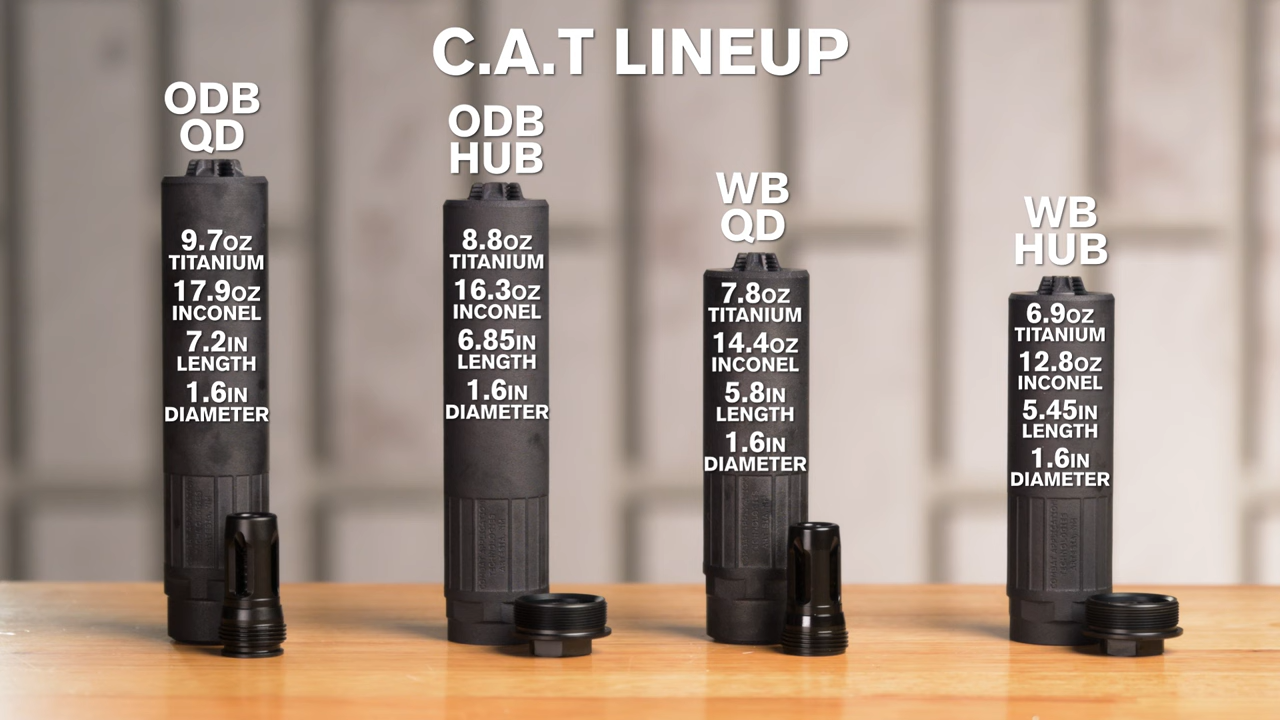 C.A.T LINEUP
ODB
QD
9.7OZ
TITANIUM
17.9OZ
INCONEL
7.2IN
LENGTH
1.6IN
DIAMETER
ODB
HUB
8.8OZ
TITANIUM
16.3OZ
INCONEL
6.85IN
LENGTH
1.6IN
DIAMETER
WB
QD
7.8OZ
TITANIUM
14.4OZ
INCONEL
5.8IN
LENGTH
1.6IN
DIAMETER
WB
HUB
6.9OZ
TITANIUM
12.8OZ
INCONEL
5.45IN
LENGTH
1.6IN
DIAMETER